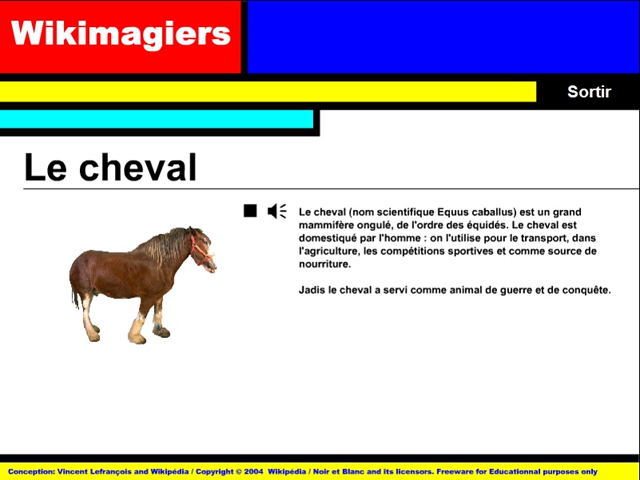 Wikimagiers
Sortir
Le cheval
Le cheval (nom scientifique Equus caballus) est un grand
mammifère ongulé, de l'ordre des équidés. Le cheval est
domestiqué par l'homme : on l'utilise pour le transport, dans
l'agriculture, les compétitions sportives et comme source de
nourriture.
Jadis le cheval a servi comme animal de guerre et de conquête.
Conception: Vincent Lefrançois and Wikipédia / Copyright © 2004 Wikipédia / Noir et Blanc and its licensors. Freeware for Educationnal purposes only